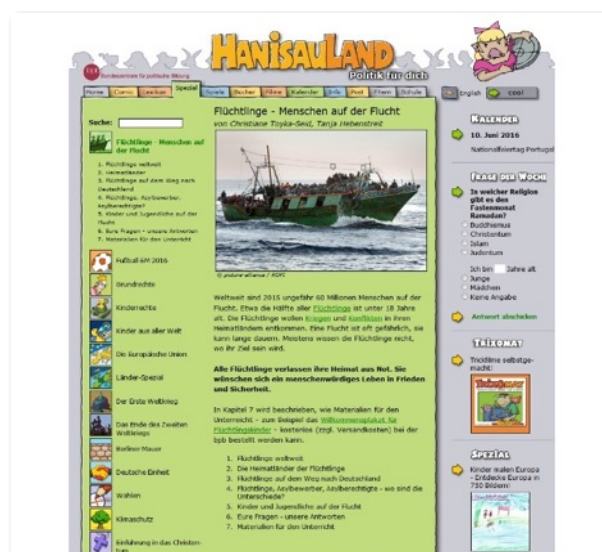 HanisauLand
Politik für dich
Bundeszentrale für politische Bildung
Home Comic Lexikon Spezial Spiele Bücher Filme Kalender Info Post Eltern Schule English cool
Suche:
Flüchtlinge - Menschen auf
der Flucht
1. Flüchtlinge weltweit
2. Heimatländer
3. Flüchtlinge auf dem Weg nach
Deutschland
4. Flüchtlinge, Asylbewerber,
Asylberechtigte?
5. Kinder und Jugendliche auf der
Flucht
6. Eure Fragen - unsere Antworten
7. Materialien für den Unterricht
Fußball EM 2016
Grundrechte
Kinderrechte
Kinder aus aller Welt
Die Europäische Union
Länder-Spezial
Der Erste Weltkrieg
Das Ende des Zweiten
Weltkriegs
Berliner Mauer
Deutsche Einheit
Wahlen
Klimaschutz
Einführung in das Christen-
tum
Flüchtlinge - Menschen auf der Flucht
von Christiane Toyka-Seid, Tanja Hebenstreit
© picture-alliance / ROPI
Weltweit sind 2015 ungefähr 60 Millionen Menschen auf der
Flucht. Etwa die Hälfte aller Flüchtlinge ist unter 18 Jahre
alt. Die Flüchtlinge wollen Kriegen und Konflikten in ihren
Heimatländern entkommen. Eine Flucht ist oft gefährlich, sie
kann lange dauern. Meistens wissen die Flüchtlinge nicht,
wo ihr Ziel sein wird.
Alle Flüchtlinge verlassen ihre Heimat aus Not. Sie
wünschen sich ein menschenwürdiges Leben in Frieden
und Sicherheit.
In Kapitel 7 wird beschrieben, wie Materialien für den
Unterricht - zum Beispiel das Willkommensplakat für
Flüchtlingskinder - kostenlos (zzgl. Versandkosten) bei der
bpb bestellt werden kann.
1. Flüchtlinge weltweit
2. Die Heimatländer der Flüchtlinge
3. Flüchtlinge auf dem Weg nach Deutschland
4. Flüchtlinge, Asylbewerber, Asylberechtigte - wo sind die
Unterschiede?
5. Kinder und Jugendliche auf der Flucht
6. Eure Fragen - unsere Antworten
7. Materialien für den Unterricht
Kalender
10. Juni 2016
Nationalfeiertag Portugal
Frage der Woche
In welcher Religion
gibt es den
Fastenmonat
Ramadan?
Buddhismus
Christentum
Islam
Judentum
Ich bin Jahre alt
Junge
Mädchen
Keine Angabe
Antwort abschicken
Trixomat
Trickfilme selbstge-
macht!
Trixomat
Spezial
Kinder malen Europa
- Entdecke Europa in
750 Bildern!